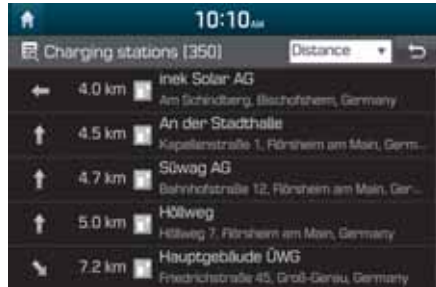 10:10 AM
Charging stations (350) Distance
4.0 km inek Solar AG
Am Schindberg, Bischofsheim, Germany
4.5 km An der Stadthalle
Kapellenstraße 1, Flörsheim am Main, Germ...
4.7 km Süwag AG
Bahnhofstraße 12, Flörsheim am Main, Ger...
5.0 km Höllweg
Höllweg 7, Flörsheim am Main, Germany
7.2 km Hauptgebäude ÜWG
Friedrichstraße 45, Groß-Gerau, Germany